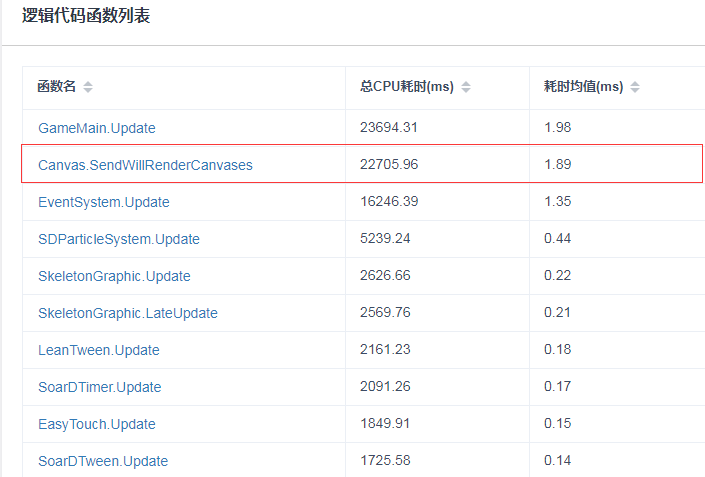 逻辑代码函数列表
函数名 总CPU耗时(ms) 耗时均值(ms)
GameMain.Update 23694.31 1.98
Canvas.SendWillRenderCanvases 22705.96 1.89
EventSystem.Update 16246.39 1.35
SDParticleSystem.Update 5239.24 0.44
SkeletonGraphic.Update 2626.66 0.22
SkeletonGraphic.LateUpdate 2569.76 0.21
LeanTween.Update 2161.23 0.18
SoarDTimer.Update 2091.26 0.17
EasyTouch.Update 1849.91 0.15
SoarDTween.Update 1725.58 0.14